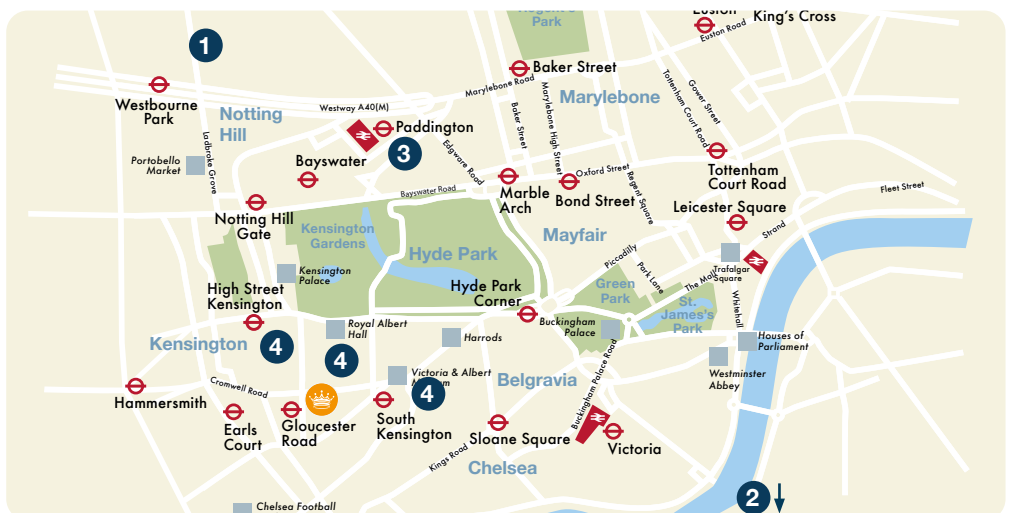 Regent's
Park
Euston
King's Cross
Euston Road
1
Baker Street
Marylebone Road
Marylebone
Tottenham Court Road
Gower Street
Westbourne
Park
Notting
Hill
Westway A40(M)
Paddington
3
Baker Street
Marylebone High Street
Edgware Road
Ladbroke Grove
Portobello
Market
Bayswater
Bayswater Road
Marble
Arch
Bond Street
Oxford Street
Regent Square
Tottenham
Court Road
Fleet Street
Leicester Square
Strand
Notting Hill
Gate
Kensington
Gardens
Hyde Park
Mayfair
Piccadilly
Park Lane
Trafalgar
Square
The Mall
Kensington
Palace
High Street
Kensington
Hyde Park
Corner
Green
Park
St.
James's
Park
Whitehall
Royal Albert
Hall
Harrods
Buckingham
Palace
Houses of
Parliament
Kensington
4
4
Victoria & Albert
4
Belgravia
Buckingham Palace Road
Westminster
Abbey
Hammersmith
Cromwell Road
Earls
Court
Gloucester
Road
South
Kensington
Sloane Square
Victoria
Kings Road
Chelsea
2
Chelsea Football